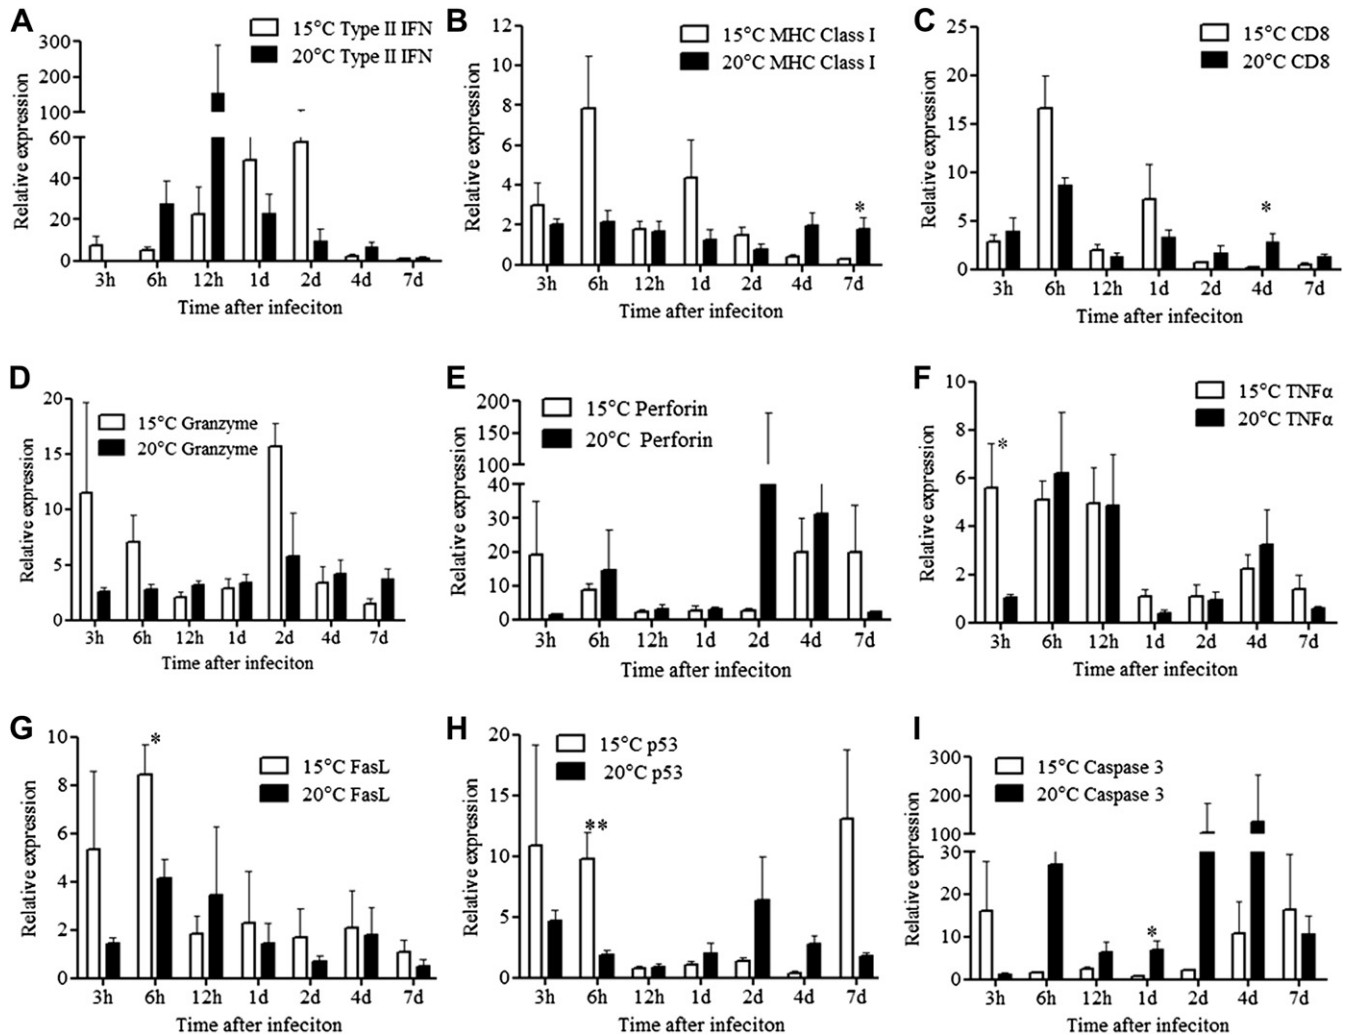 A
15°C Type II IFN
20°C Type II IFN
Relative expression
300
200
100
60
40
20
0
3h 6h 12h 1d 2d 4d 7d
Time after infeciton
B
15°C MHC Class I
20°C MHC Class I
Relative expression
12
10
8
6
4
2
0
*
3h 6h 12h 1d 2d 4d 7d
Time after infeciton
C
15°C CD8
20°C CD8
Relative expression
25
20
15
10
5
0
*
3h 6h 12h 1d 2d 4d 7d
Time after infeciton
D
15°C Granzyme
20°C Granzyme
Relative expression
20
15
10
5
0
3h 6h 12h 1d 2d 4d 7d
Time after infeciton
E
15°C Perforin
20°C Perforin
Relative expression
200
150
100
40
30
20
10
0
3h 6h 12h 1d 2d 4d 7d
Time after infeciton
F
15°C TNFα
20°C TNFα
Relative expression
10
8
6
4
2
0
*
3h 6h 12h 1d 2d 4d 7d
Time after infeciton
G
15°C FasL
20°C FasL
Relative expression
10
8
6
4
2
0
*
3h 6h 12h 1d 2d 4d 7d
Time after infeciton
H
15°C p53
20°C p53
Relative expression
20
15
10
5
0
**
3h 6h 12h 1d 2d 4d 7d
Time after infeciton
I
15°C Caspase 3
20°C Caspase 3
Relative expression
300
200
100
30
20
10
0
*
3h 6h 12h 1d 2d 4d 7d
Time after infeciton